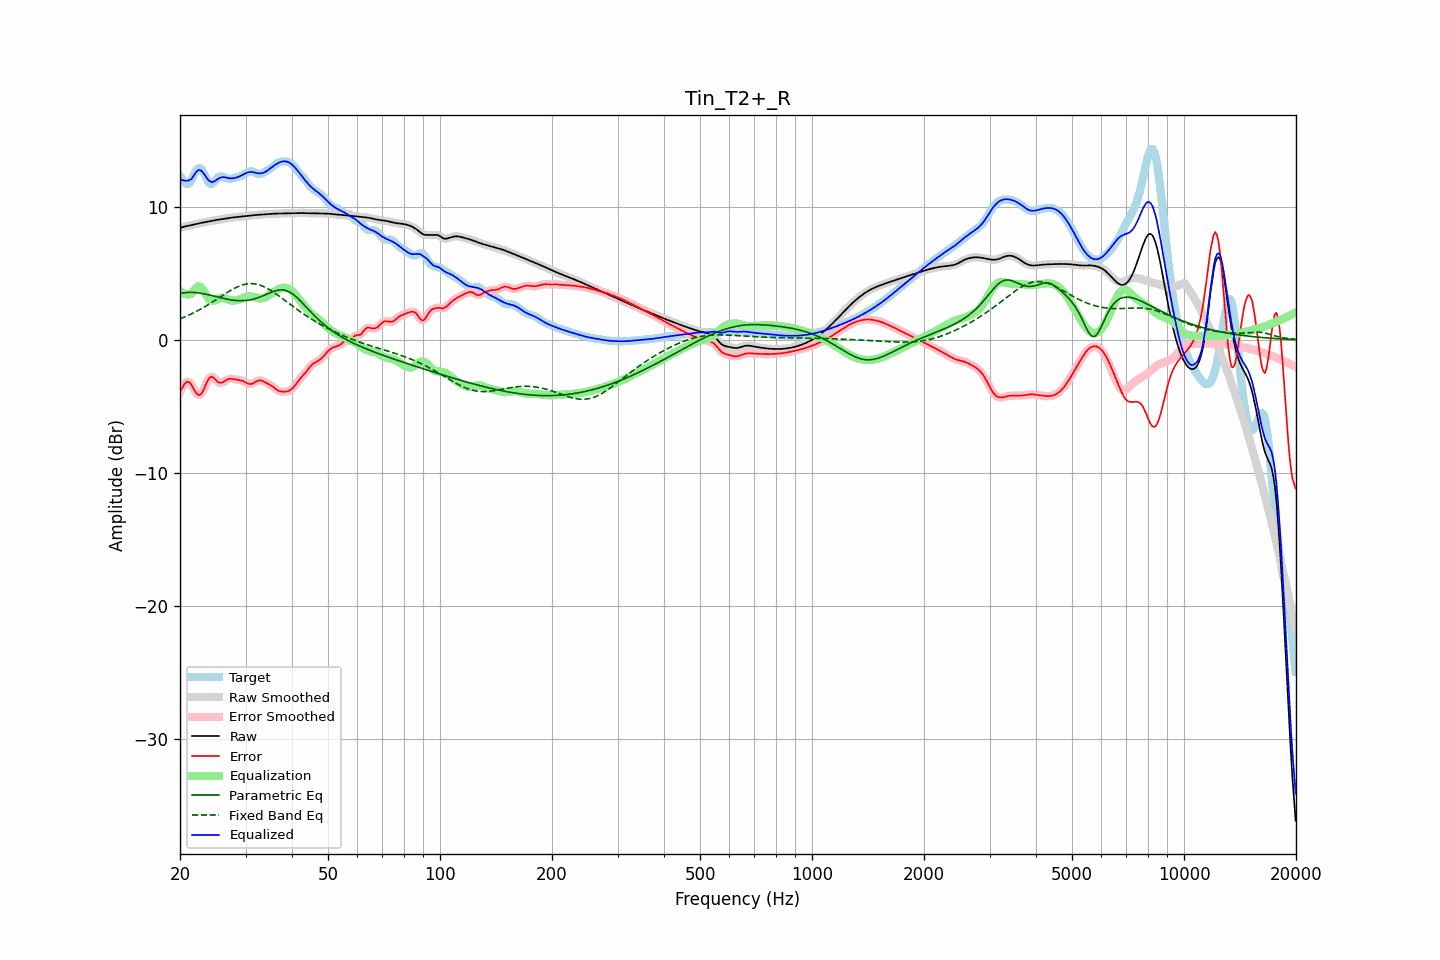 Tin_T2+_R
Amplitude (dBr)
10
0
−10
−20
−30
Target
Raw Smoothed
Error Smoothed
Raw
Error
Equalization
Parametric Eq
Fixed Band Eq
Equalized
20 50 100 200 500 1000 2000 5000 10000 20000
Frequency (Hz)